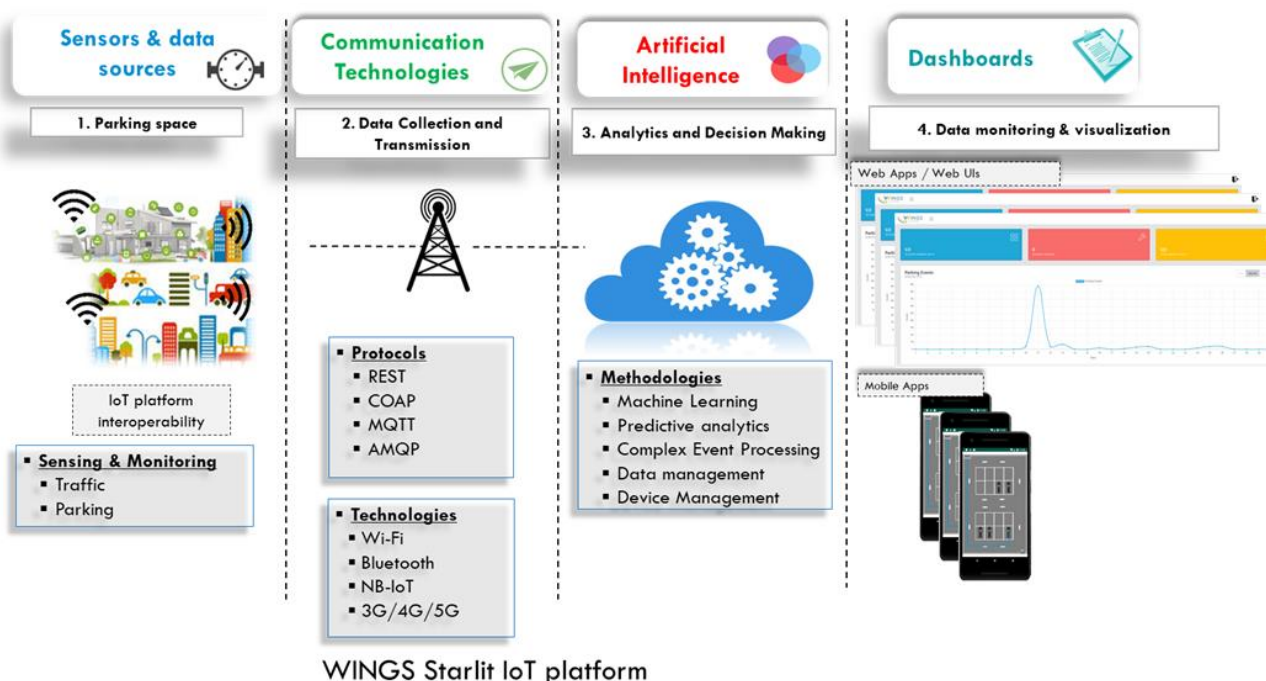 Sensors & data
sources
1. Parking space
IoT platform
interoperability
Sensing & Monitoring
Traffic
Parking
Communication
Technologies
2. Data Collection and
Transmission
Protocols
REST
COAP
MQTT
AMQP
Technologies
Wi-Fi
Bluetooth
NB-IoT
3G/4G/5G
Artificial
Intelligence
3. Analytics and Decision Making
Methodologies
Machine Learning
Predictive analytics
Complex Event Processing
Data management
Device Management
Dashboards
4. Data monitoring & visualization
Web Apps / Web UIs
WINGS
Parking Events
Mobile Apps
WINGS Starlit IoT platform